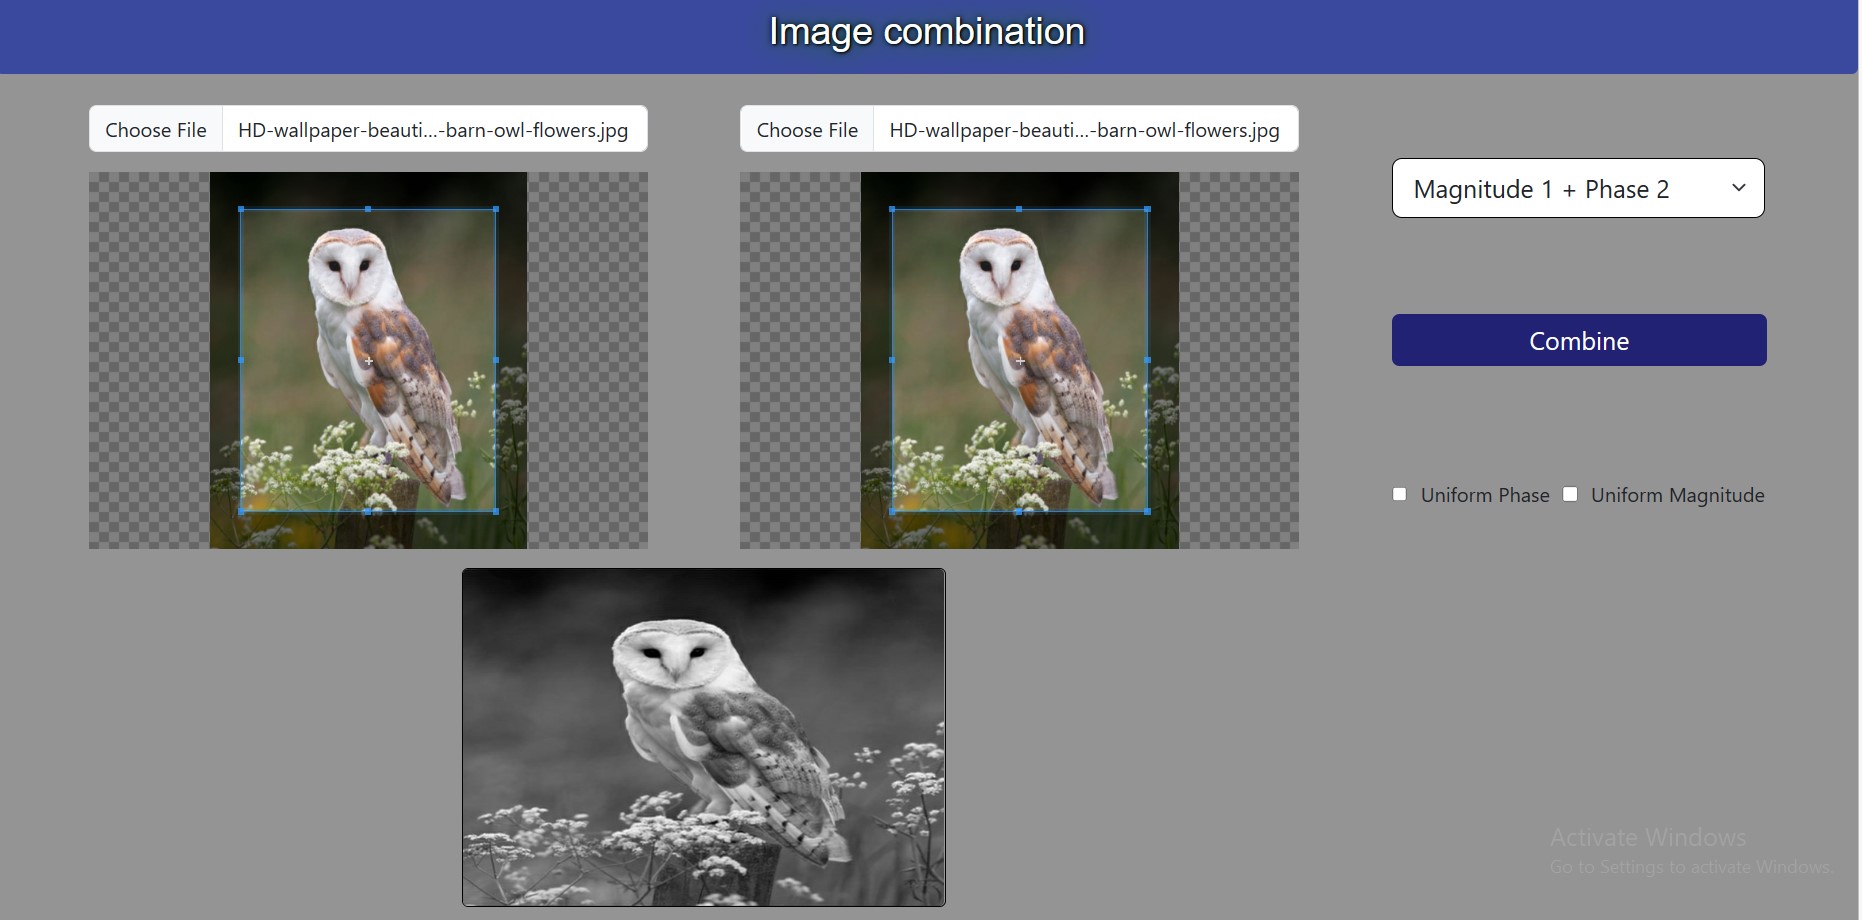 Image combination
Choose File HD-wallpaper-beauti...-barn-owl-flowers.jpg
Choose File HD-wallpaper-beauti...-barn-owl-flowers.jpg
Magnitude 1 + Phase 2
Combine
Uniform Phase Uniform Magnitude
Activate Windows
Go to Settings to activate Windows.